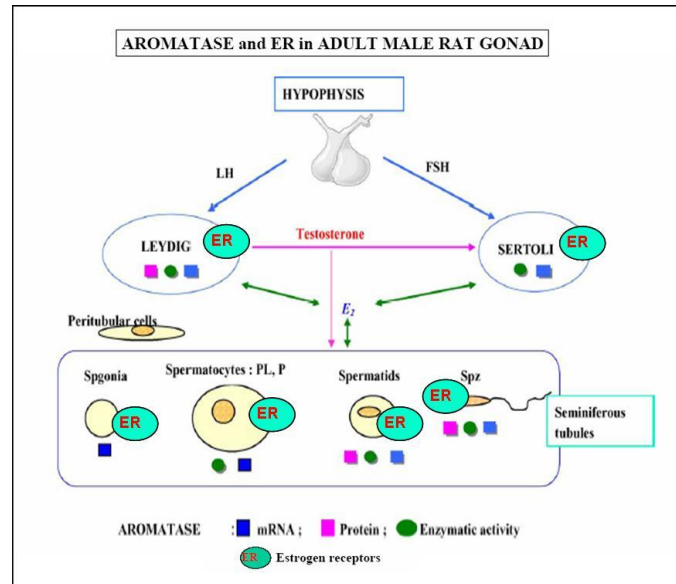 AROMATASE and ER in ADULT MALE RAT GONAD
HYPOPHYSIS
LH
FSH
LEYDIG
ER
Testosterone
SERTOLI
ER
E2
Peritubular cells
Spgonia
ER
Spermatocytes : PL, P
ER
Spermatids
ER
Spz
ER
Seminiferous
tubules
AROMATASE : mRNA ; Protein ; Enzymatic activity
ER - Estrogen receptors